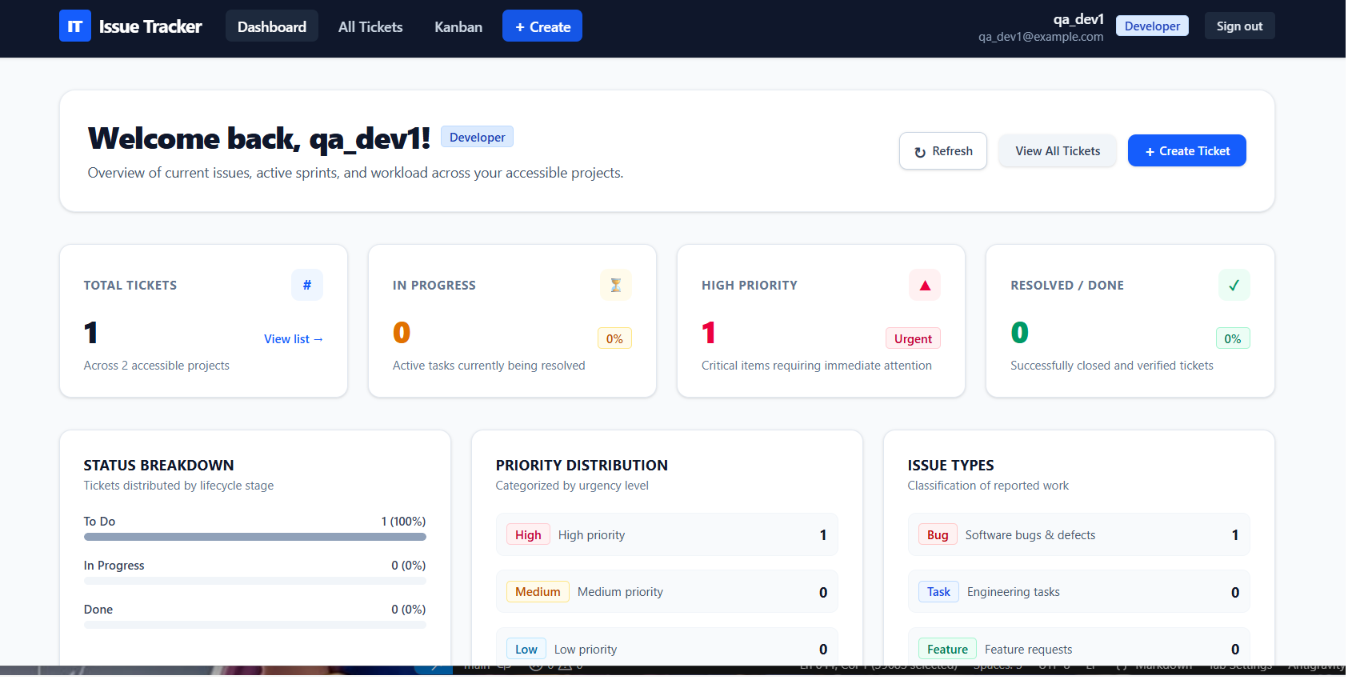 IT Issue Tracker Dashboard All Tickets Kanban + Create
qa_dev1
qa_dev1@example.com
Developer
Sign out
Welcome back, qa_dev1! Developer
Overview of current issues, active sprints, and workload across your accessible projects.
↻ Refresh
View All Tickets
+ Create Ticket
TOTAL TICKETS #
1
View list →
Across 2 accessible projects
IN PROGRESS
0
0%
Active tasks currently being resolved
HIGH PRIORITY
1
Urgent
Critical items requiring immediate attention
RESOLVED / DONE ✓
0
0%
Successfully closed and verified tickets
STATUS BREAKDOWN
Tickets distributed by lifecycle stage
To Do 1 (100%)
In Progress 0 (0%)
Done 0 (0%)
PRIORITY DISTRIBUTION
Categorized by urgency level
High High priority 1
Medium Medium priority 0
Low Low priority 0
ISSUE TYPES
Classification of reported work
Bug Software bugs & defects 1
Task Engineering tasks 0
Feature Feature requests 0